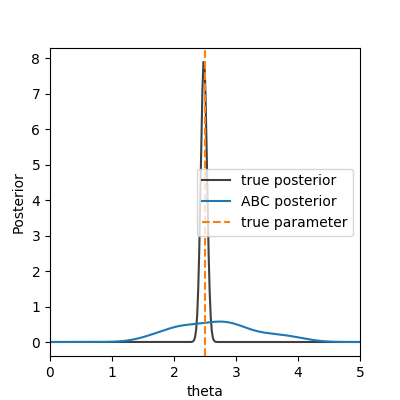 8
7
6
5
4
3
2
1
0
Posterior
true posterior
ABC posterior
true parameter
0 1 2 3 4 5
theta